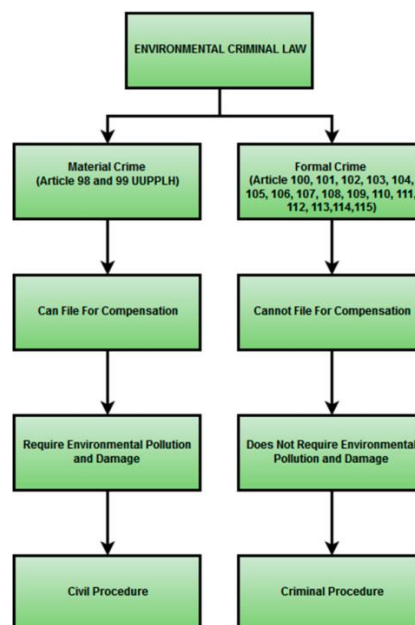 ENVIRONMENTAL CRIMINAL LAW
Material Crime
(Article 98 and 99 UUPPLH)
Formal Crime
(Article 100, 101, 102, 103, 104,
105, 106, 107, 108, 109, 110, 111,
112, 113,114,115)
Can File For Compensation
Cannot File For Compensation
Require Environmental Pollution
and Damage
Does Not Require Environmental
Pollution and Damage
Civil Procedure
Criminal Procedure